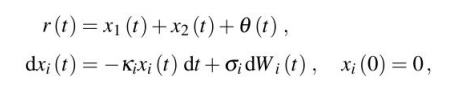 r(t) = x₁(t) + x₂(t) + θ(t) ,
dxᵢ(t) = −κᵢxᵢ(t) dt + σᵢ dWᵢ(t) , xᵢ(0) = 0,